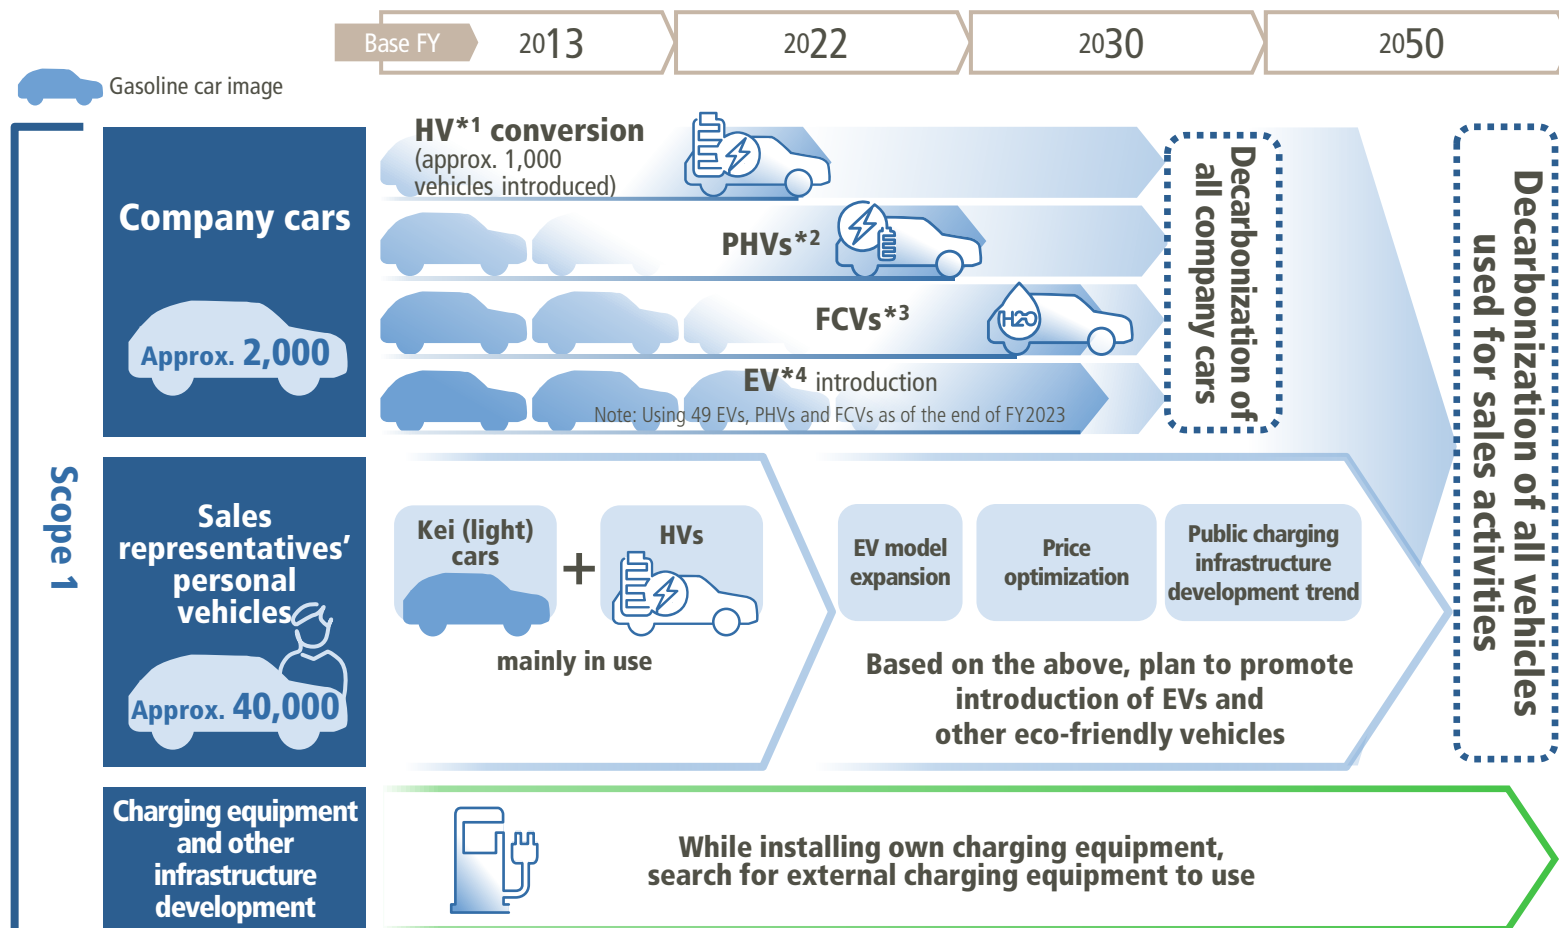 Base FY
2013
2022
2030
2050
Gasoline car image
Scope 1
Company cars
Approx. 2,000
HV*1 conversion
(approx. 1,000
vehicles introduced)
PHVs*2
FCVs*3
H2O
EV*4 introduction
Note: Using 49 EVs, PHVs and FCVs as of the end of FY2023
Decarbonization of
all company cars
Decarbonization of all vehicles
used for sales activities
Sales
representatives’
personal
vehicles
Approx. 40,000
Kei (light)
cars
+
HVs
mainly in use
EV model
expansion
Price
optimization
Public charging
infrastructure
development trend
Based on the above, plan to promote
introduction of EVs and
other eco-friendly vehicles
Charging equipment
and other
infrastructure
development
While installing own charging equipment,
search for external charging equipment to use